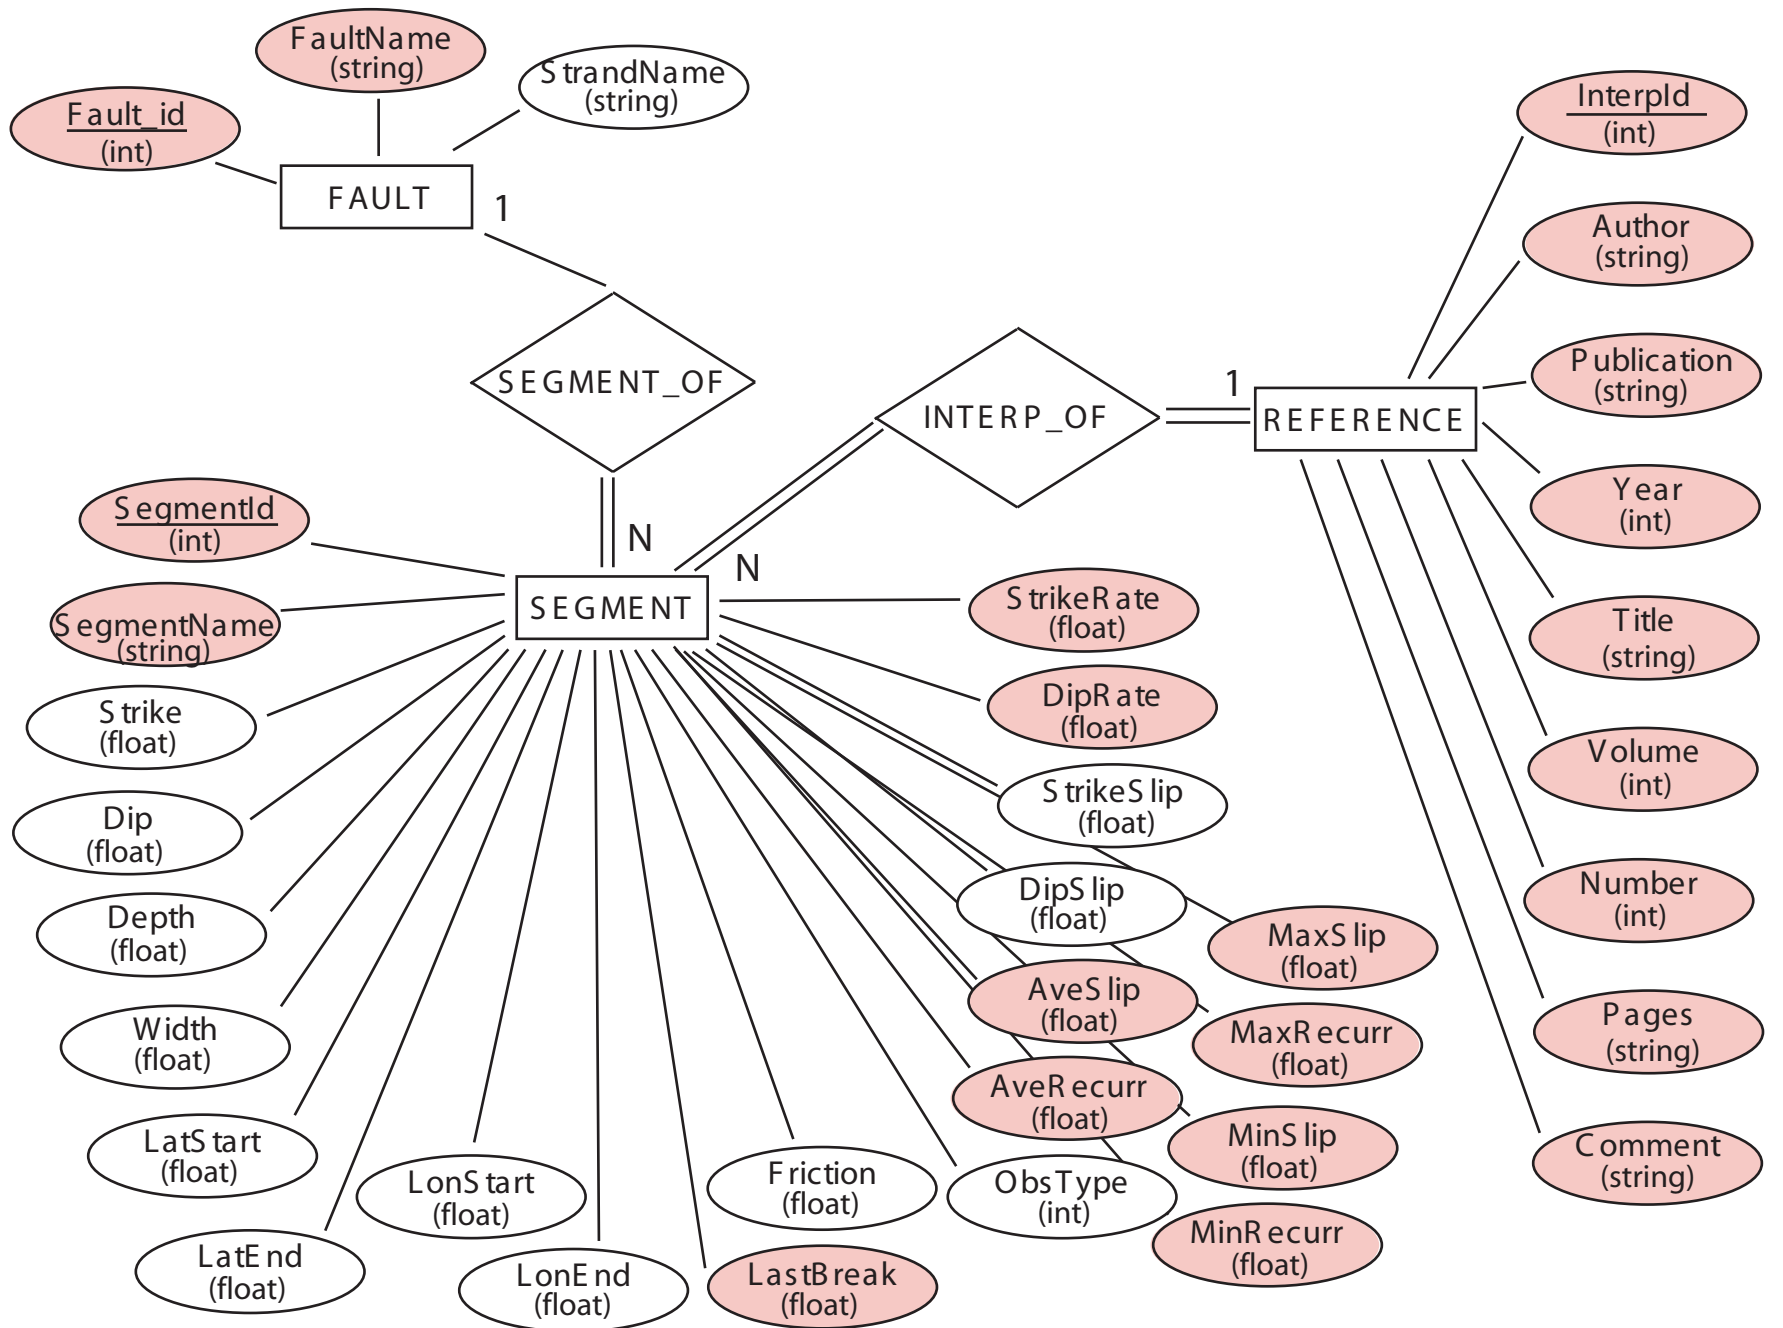 FaultName
(string)
StrandName
(string)
Fault_id
(int)
FAULT
1
SEGMENT_OF
N
INTERP_OF
N
1
REFERENCE
InterpId
(int)
Author
(string)
Publication
(string)
Year
(int)
Title
(string)
Volume
(int)
Number
(int)
Pages
(string)
Comment
(string)
SEGMENT
SegmentId
(int)
SegmentName
(string)
Strike
(float)
Dip
(float)
Depth
(float)
Width
(float)
LatStart
(float)
LatEnd
(float)
LonStart
(float)
LonEnd
(float)
LastBreak
(float)
Friction
(float)
ObsType
(int)
StrikeRate
(float)
DipRate
(float)
StrikeSlip
(float)
DipSlip
(float)
AveSlip
(float)
AveRecurr
(float)
MaxSlip
(float)
MaxRecurr
(float)
MinSlip
(float)
MinRecurr
(float)